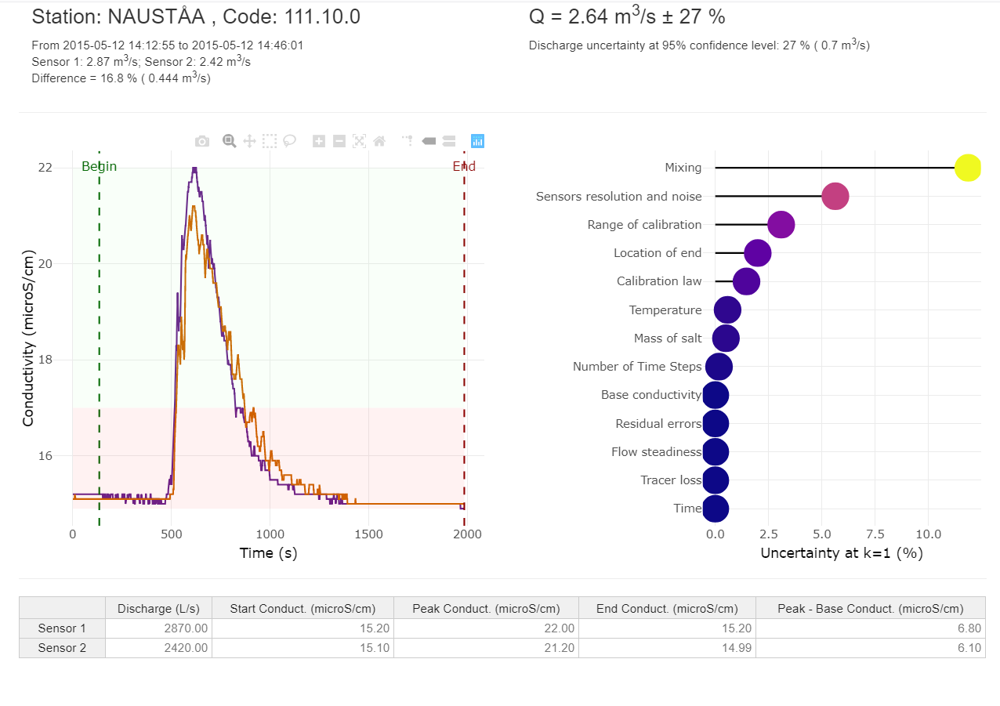 Station: NAUSTÅA , Code: 111.10.0
From 2015-05-12 14:12:55 to 2015-05-12 14:46:01
Sensor 1: 2.87 m³/s; Sensor 2: 2.42 m³/s
Difference = 16.8 % ( 0.444 m³/s)
Q = 2.64 m³/s ± 27 %
Discharge uncertainty at 95% confidence level: 27 % ( 0.7 m³/s)
Begin
End
22
20
18
16
Conductivity (microS/cm)
0 500 1000 1500 2000
Time (s)
Mixing
Sensors resolution and noise
Range of calibration
Location of end
Calibration law
Temperature
Mass of salt
Number of Time Steps
Base conductivity
Residual errors
Flow steadiness
Tracer loss
Time
0.0 2.5 5.0 7.5 10.0
Uncertainty at k=1 (%)
Discharge (L/s) Start Conduct. (microS/cm) Peak Conduct. (microS/cm) End Conduct. (microS/cm) Peak - Base Conduct. (microS/cm)
Sensor 1 2870.00 15.20 22.00 15.20 6.80
Sensor 2 2420.00 15.10 21.20 14.99 6.10